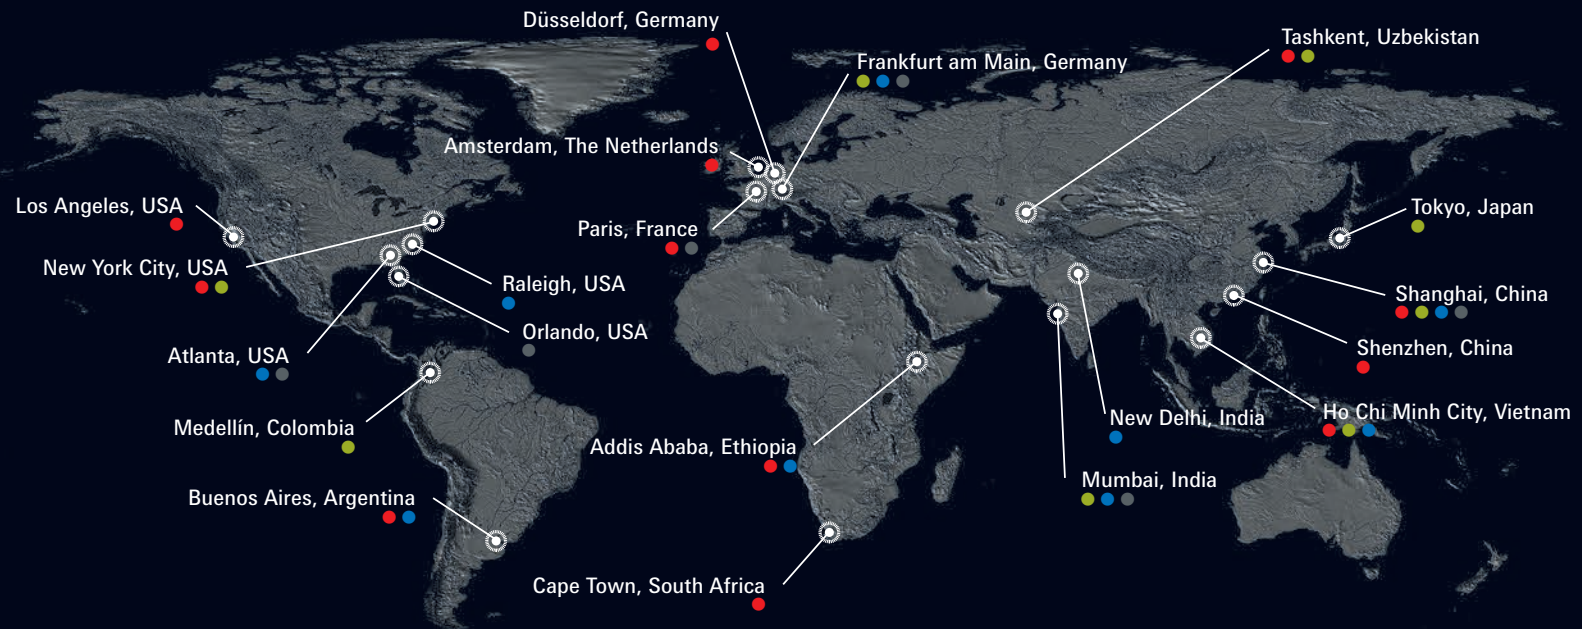 Düsseldorf, Germany
Tashkent, Uzbekistan
Frankfurt am Main, Germany
Amsterdam, The Netherlands
Los Angeles, USA
Tokyo, Japan
Paris, France
New York City, USA
Raleigh, USA
Shanghai, China
Orlando, USA
Shenzhen, China
Atlanta, USA
Ho Chi Minh City, Vietnam
New Delhi, India
Medellín, Colombia
Addis Ababa, Ethiopia
Mumbai, India
Buenos Aires, Argentina
Cape Town, South Africa